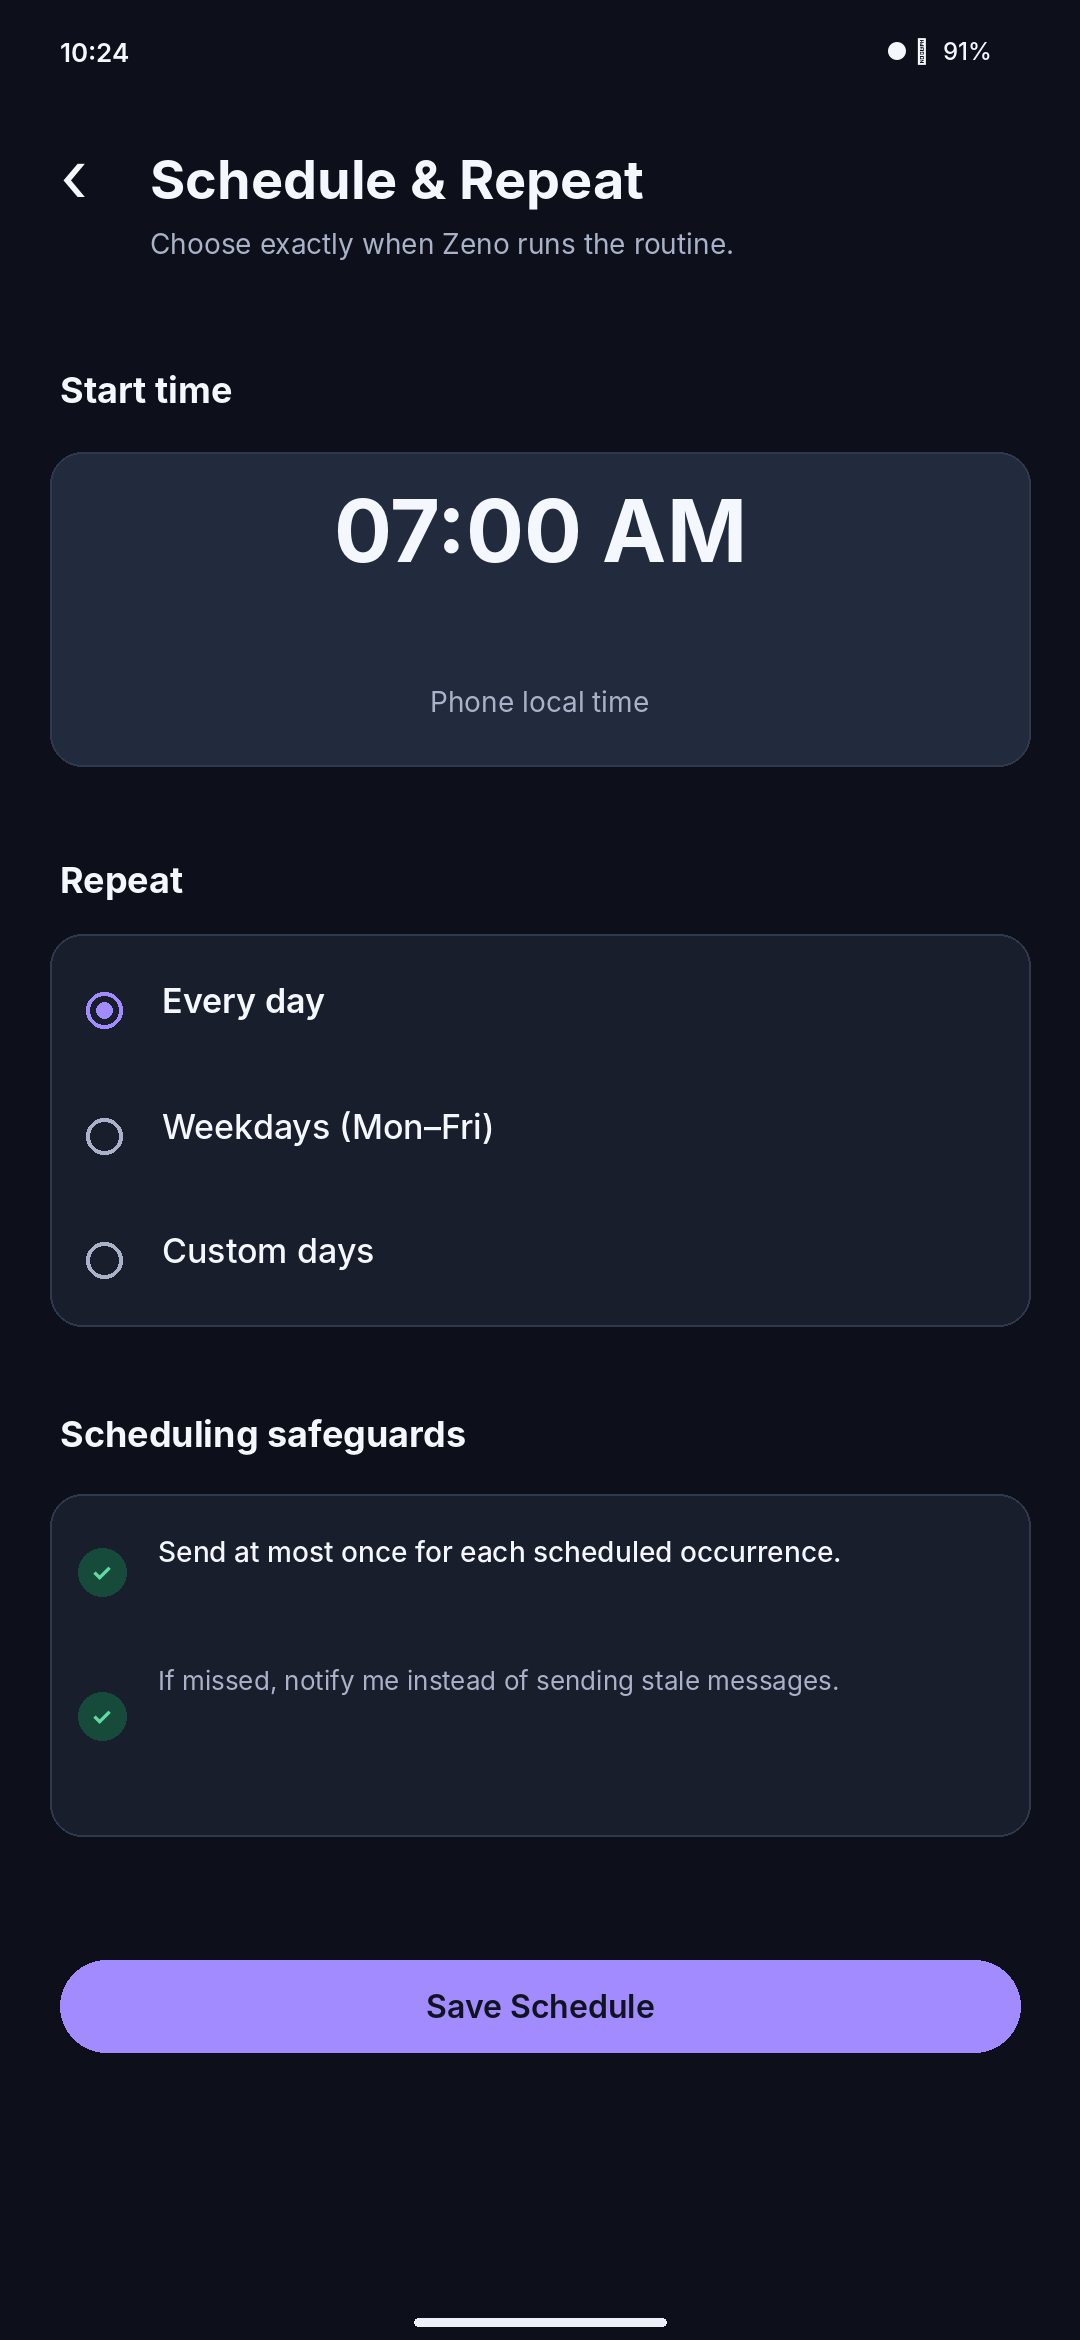 10:24
91%
Schedule & Repeat
Choose exactly when Zeno runs the routine.
Start time
07:00 AM
Phone local time
Repeat
Every day
Weekdays (Mon–Fri)
Custom days
Scheduling safeguards
Send at most once for each scheduled occurrence.
If missed, notify me instead of sending stale messages.
Save Schedule